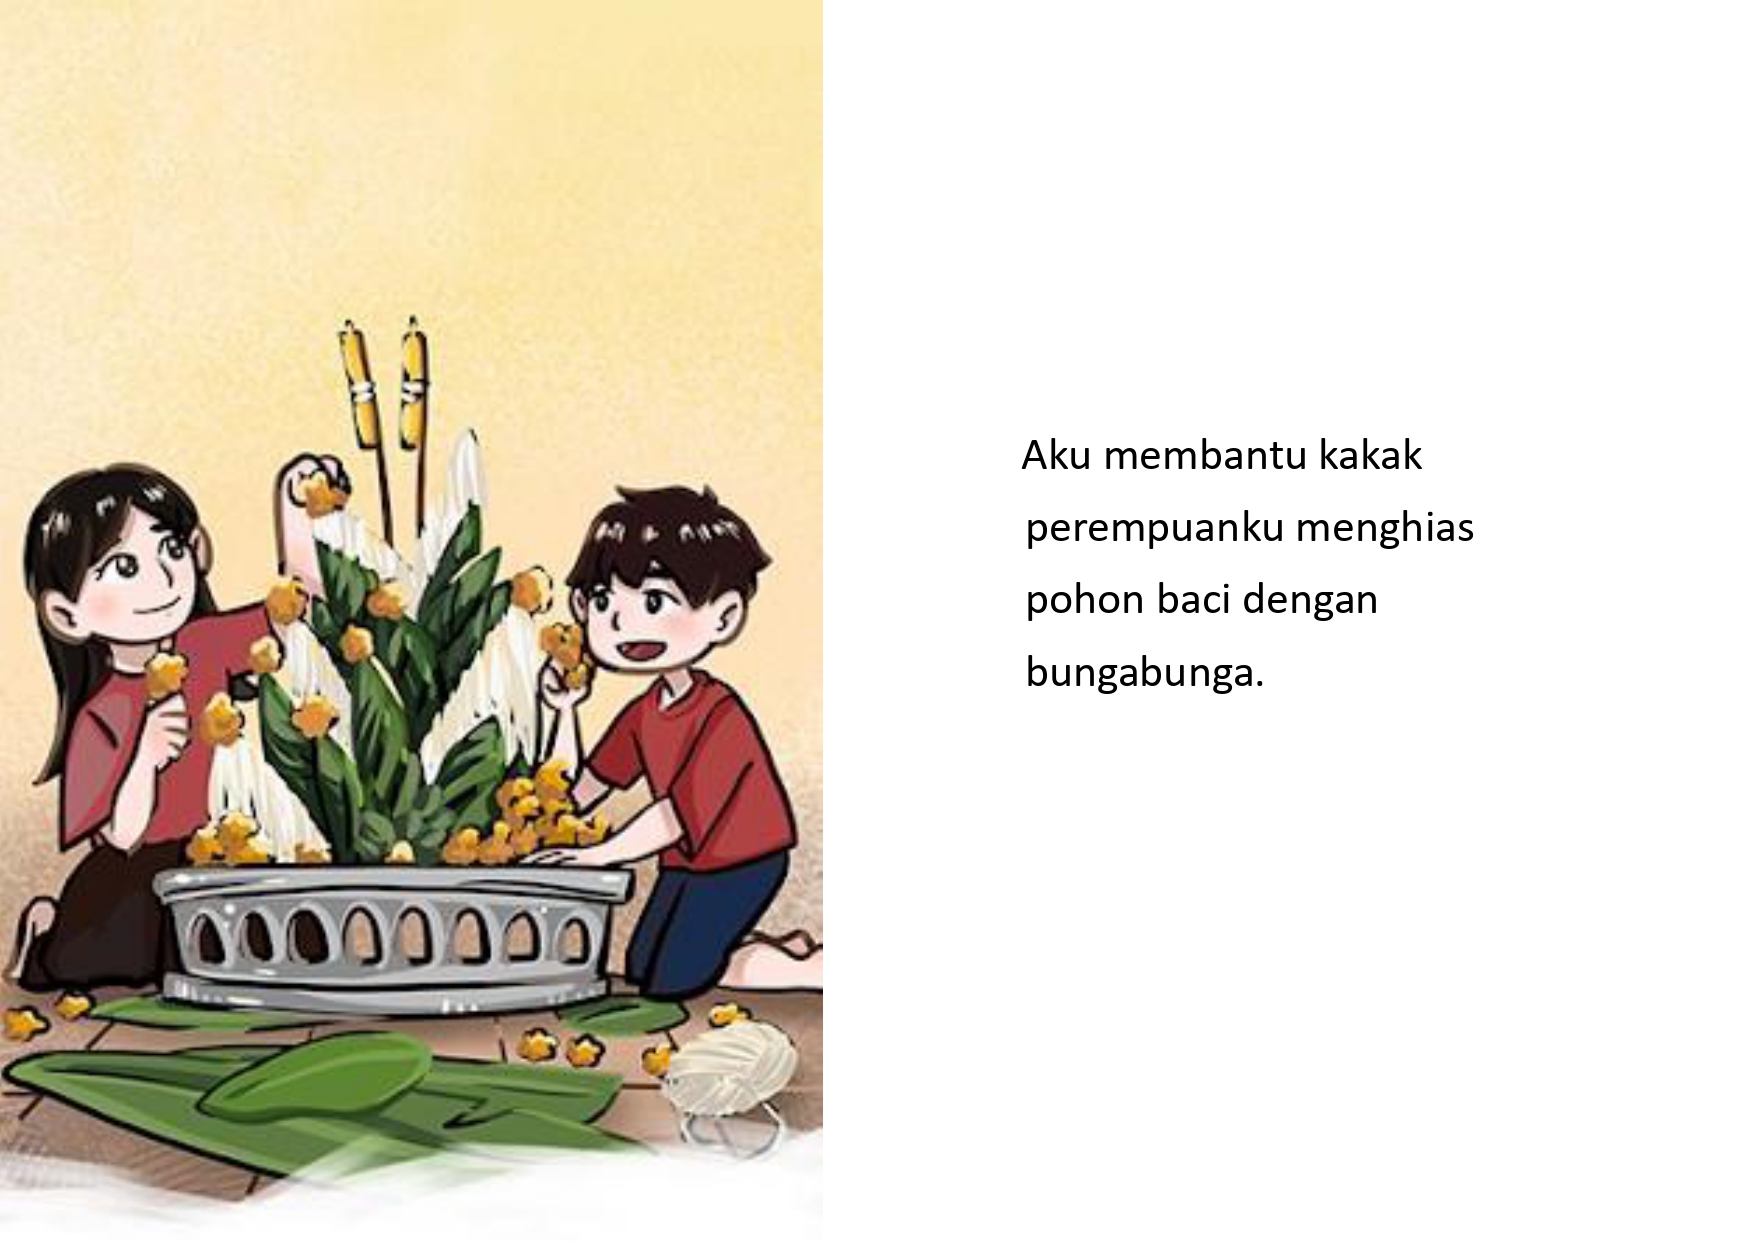 Aku membantu kakak
perempuanku menghias
pohon baci dengan
bungabunga.